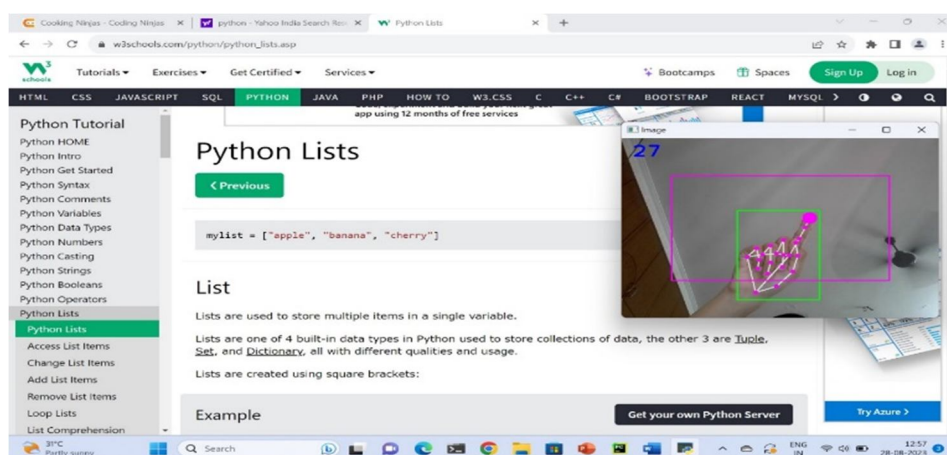 Cooking Ninjas - Coding Ninjas
python - Yahoo India Search Res
Python Lists
w3schools.com/python/python_lists.asp
W3 schools
Tutorials
Exercises
Get Certified
Services
Bootcamps
Spaces
Sign Up
Log in
HTML CSS JAVASCRIPT SQL PYTHON JAVA PHP HOW TO W3.CSS C C++ C# BOOTSTRAP REACT MYSQL
app using 12 months of free services
Python Tutorial
Python HOME
Python Intro
Python Get Started
Python Syntax
Python Comments
Python Variables
Python Data Types
Python Numbers
Python Casting
Python Strings
Python Booleans
Python Operators
Python Lists
Python Lists
Access List Items
Change List Items
Add List Items
Remove List Items
Loop Lists
List Comprehension
Python Lists
< Previous
mylist = ["apple", "banana", "cherry"]
List
Lists are used to store multiple items in a single variable.
Lists are one of 4 built-in data types in Python used to store collections of data, the other 3 are Tuple,
Set, and Dictionary, all with different qualities and usage.
Lists are created using square brackets:
Example
Get your own Python Server
Image
27
Try Azure >
31°C
Partly sunny
Search
ENG
IN
12:57
28-08-2023